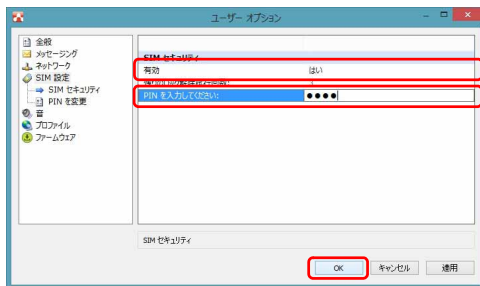 ユーザー オプション
全般
メッセージング
ネットワーク
SIM 設定
SIM セキュリティ
PIN を変更
音
プロファイル
ファームウェア
SIM セキュリティ
有効 はい
PIN を入力してください: ●●●●
SIM セキュリティ
OK キャンセル 適用